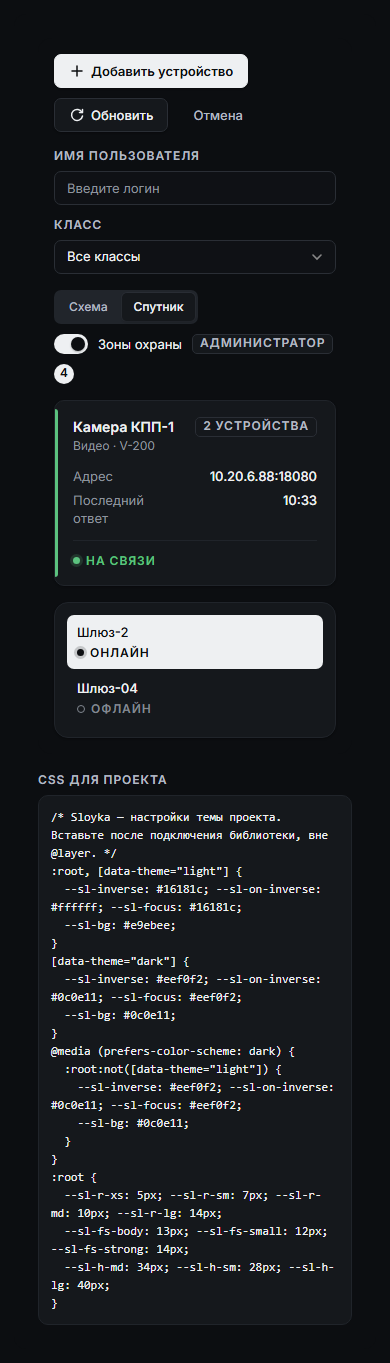 Добавить устройство
Обновить
Отмена
ИМЯ ПОЛЬЗОВАТЕЛЯ
Введите логин
КЛАСС
Все классы
Схема
Спутник
Зоны охраны
АДМИНИСТРАТОР
4
Камера КПП-1
2 УСТРОЙСТВА
Видео · V-200
Адрес
10.20.6.88:18080
Последний ответ
10:33
НА СВЯЗИ
Шлюз-2
ОНЛАЙН
Шлюз-04
ОФЛАЙН
CSS ДЛЯ ПРОЕКТА
/* Sloyka — настройки темы проекта.
Вставьте после подключения библиотеки, вне
@layer. */
:root, [data-theme="light"] {
  --sl-inverse: #16181c; --sl-on-inverse:
#ffffff; --sl-focus: #16181c;
  --sl-bg: #e9ebee;
}
[data-theme="dark"] {
  --sl-inverse: #eef0f2; --sl-on-inverse:
#0c0e11; --sl-focus: #eef0f2;
  --sl-bg: #0c0e11;
}
@media (prefers-color-scheme: dark) {
  :root:not([data-theme="light"]) {
    --sl-inverse: #eef0f2; --sl-on-inverse:
#0c0e11; --sl-focus: #eef0f2;
    --sl-bg: #0c0e11;
  }
}
:root {
  --sl-r-xs: 5px; --sl-r-sm: 7px; --sl-r-
md: 10px; --sl-r-lg: 14px;
  --sl-fs-body: 13px; --sl-fs-small: 12px;
--sl-fs-strong: 14px;
  --sl-h-md: 34px; --sl-h-sm: 28px; --sl-h-
lg: 40px;
}